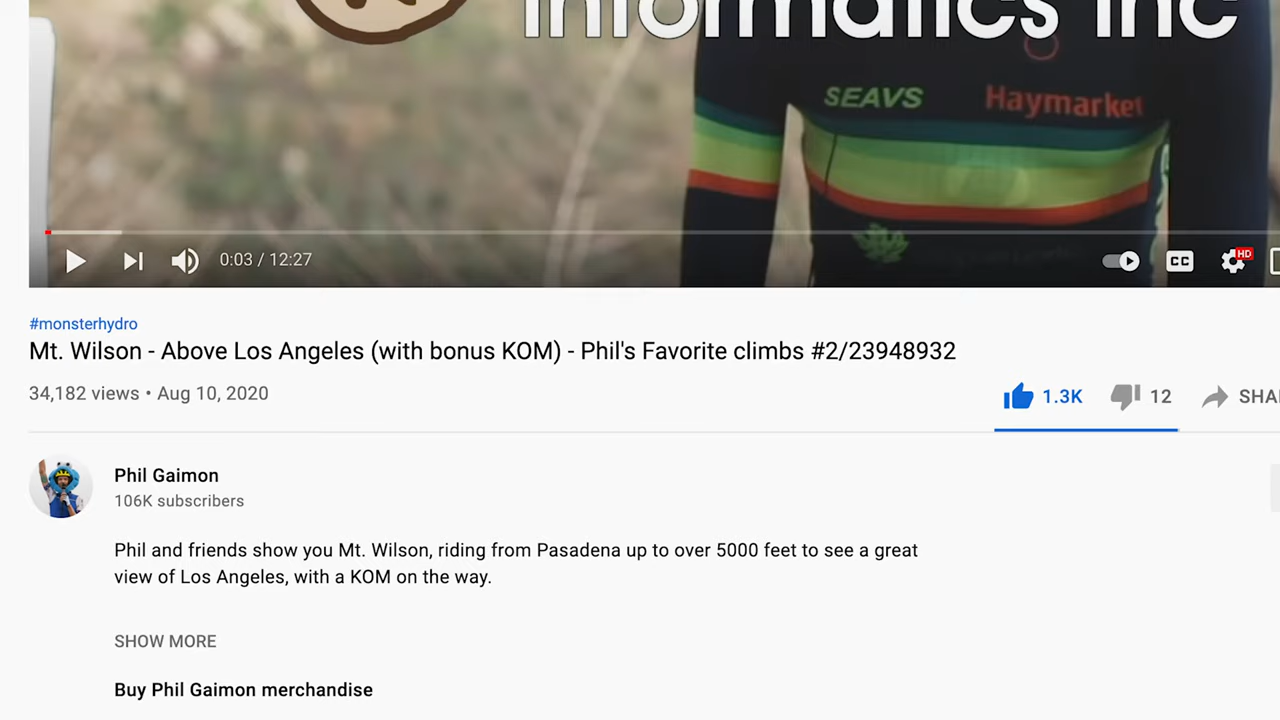 Informatics Inc
SEAVS
Haymarket
0:03 / 12:27
CC
HD
#monsterhydro
Mt. Wilson - Above Los Angeles (with bonus KOM) - Phil's Favorite climbs #2/23948932
34,182 views • Aug 10, 2020
1.3K
12
SHA
Phil Gaimon
106K subscribers
Phil and friends show you Mt. Wilson, riding from Pasadena up to over 5000 feet to see a great
view of Los Angeles, with a KOM on the way.
SHOW MORE
Buy Phil Gaimon merchandise